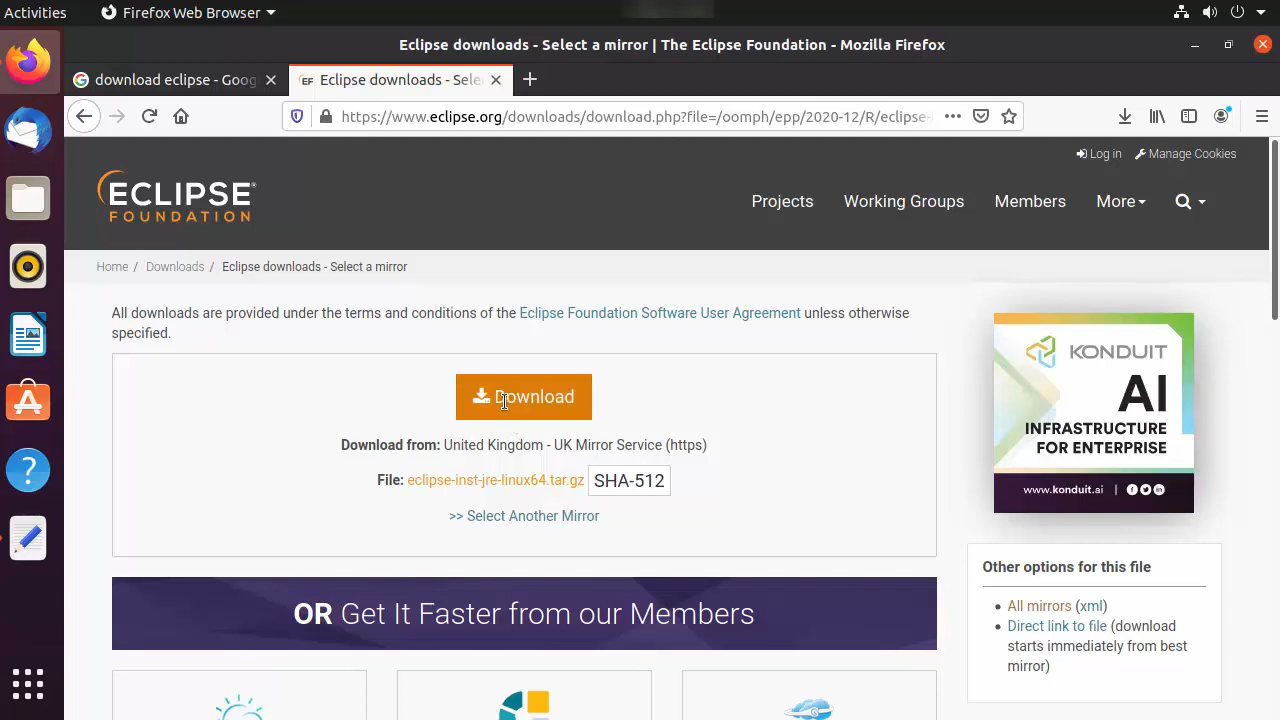 Activities
Firefox Web Browser
Eclipse downloads - Select a mirror | The Eclipse Foundation - Mozilla Firefox
download eclipse - Goog
EF Eclipse downloads - Sele
https://www.eclipse.org/downloads/download.php?file=/oomph/epp/2020-12/R/eclipse-
Log in
Manage Cookies
ECLIPSE
FOUNDATION
Projects
Working Groups
Members
More
Home / Downloads / Eclipse downloads - Select a mirror
All downloads are provided under the terms and conditions of the Eclipse Foundation Software User Agreement unless otherwise
specified.
Download
Download from: United Kingdom - UK Mirror Service (https)
File: eclipse-inst-jre-linux64.tar.gz SHA-512
>> Select Another Mirror
OR Get It Faster from our Members
KONDUIT
AI
INFRASTRUCTURE
FOR ENTERPRISE
www.konduit.ai |
Other options for this file
All mirrors (xml)
Direct link to file (download
starts immediately from best
mirror)